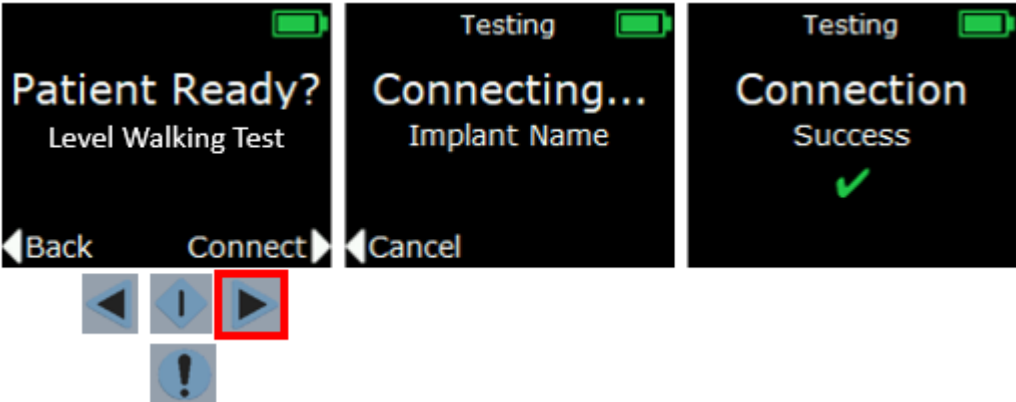 Patient Ready?
Level Walking Test
Back Connect
Testing
Connecting...
Implant Name
Cancel
Testing
Connection
Success